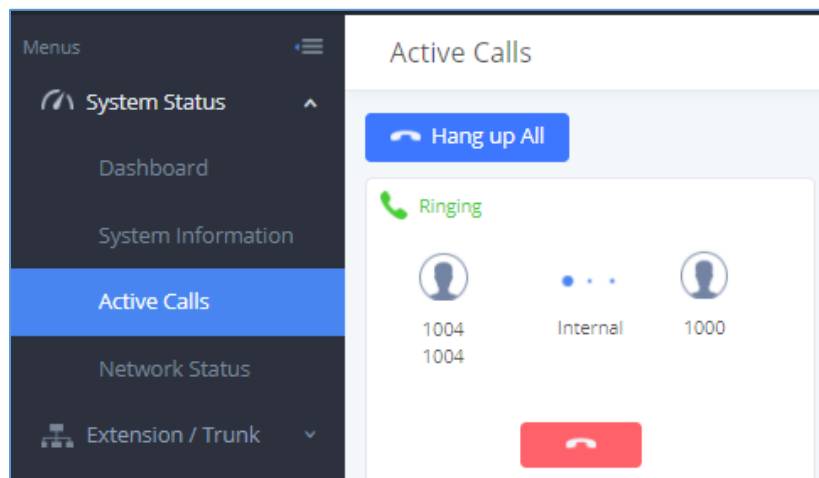 Menus
System Status
Dashboard
System Information
Active Calls
Network Status
Extension / Trunk
Active Calls
Hang up All
Ringing
1004
1004
Internal
1000